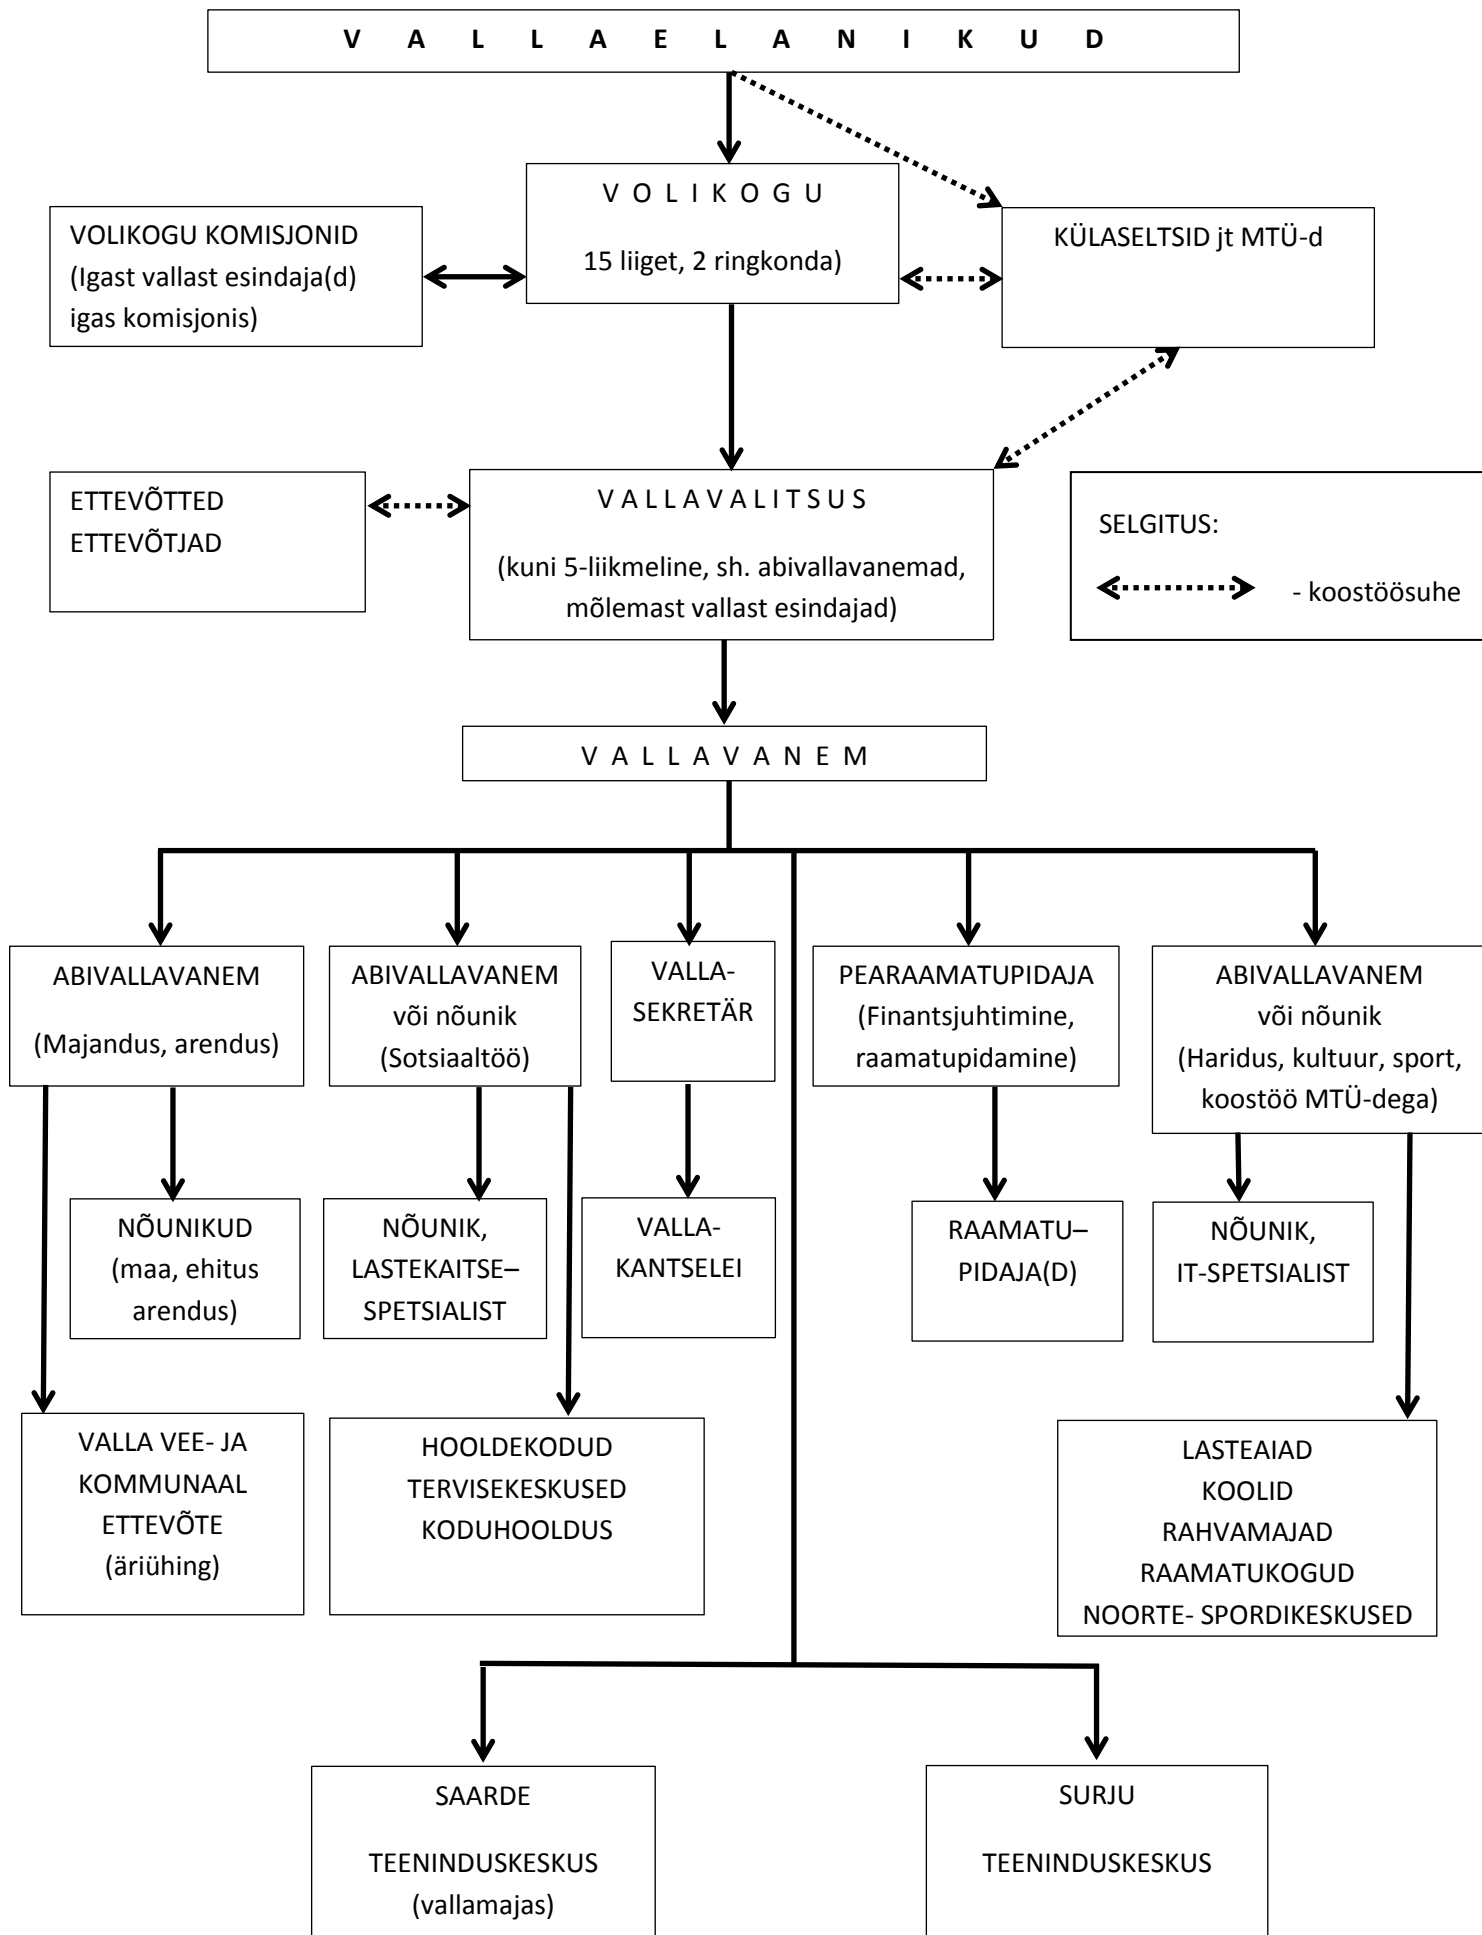 VALLAELANIKUD
VOLIKOGU
15 liiget, 2 ringkonda)
VOLIKOGU KOMISJONID
(Igast vallast esindaja(d)
igas komisjonis)
KÜLASELTSID jt MTÜ-d
ETTEVÕTTED
ETTEVÕTJAD
VALLAVALITSUS
(kuni 5-liikmeline, sh. abivallavanemad,
mõlemast vallast esindajad)
SELGITUS:
- koostöösuhe
VALLAVANEM
ABIVALLAVANEM
(Majandus, arendus)
ABIVALLAVANEM
või nõunik
(Sotsiaaltöö)
VALLA-
SEKRETÄR
PEARAAMATUPIDAJA
(Finantsjuhtimine,
raamatupidamine)
ABIVALLAVANEM
või nõunik
(Haridus, kultuur, sport,
koostöö MTÜ-dega)
NÕUNIKUD
(maa, ehitus
arendus)
NÕUNIK,
LASTEKAITSE–
SPETSIALIST
VALLA-
KANTSELEI
RAAMATU–
PIDAJA(D)
NÕUNIK,
IT-SPETSIALIST
VALLA VEE- JA
KOMMUNAAL
ETTEVÕTE
(äriühing)
HOOLDEKODUD
TERVISEKESKUSED
KODUHOOLDUS
LASTEAIAD
KOOLID
RAHVAMAJAD
RAAMATUKOGUD
NOORTE- SPORDIKESKUSED
SAARDE
TEENINDUSKESKUS
(vallamajas)
SURJU
TEENINDUSKESKUS